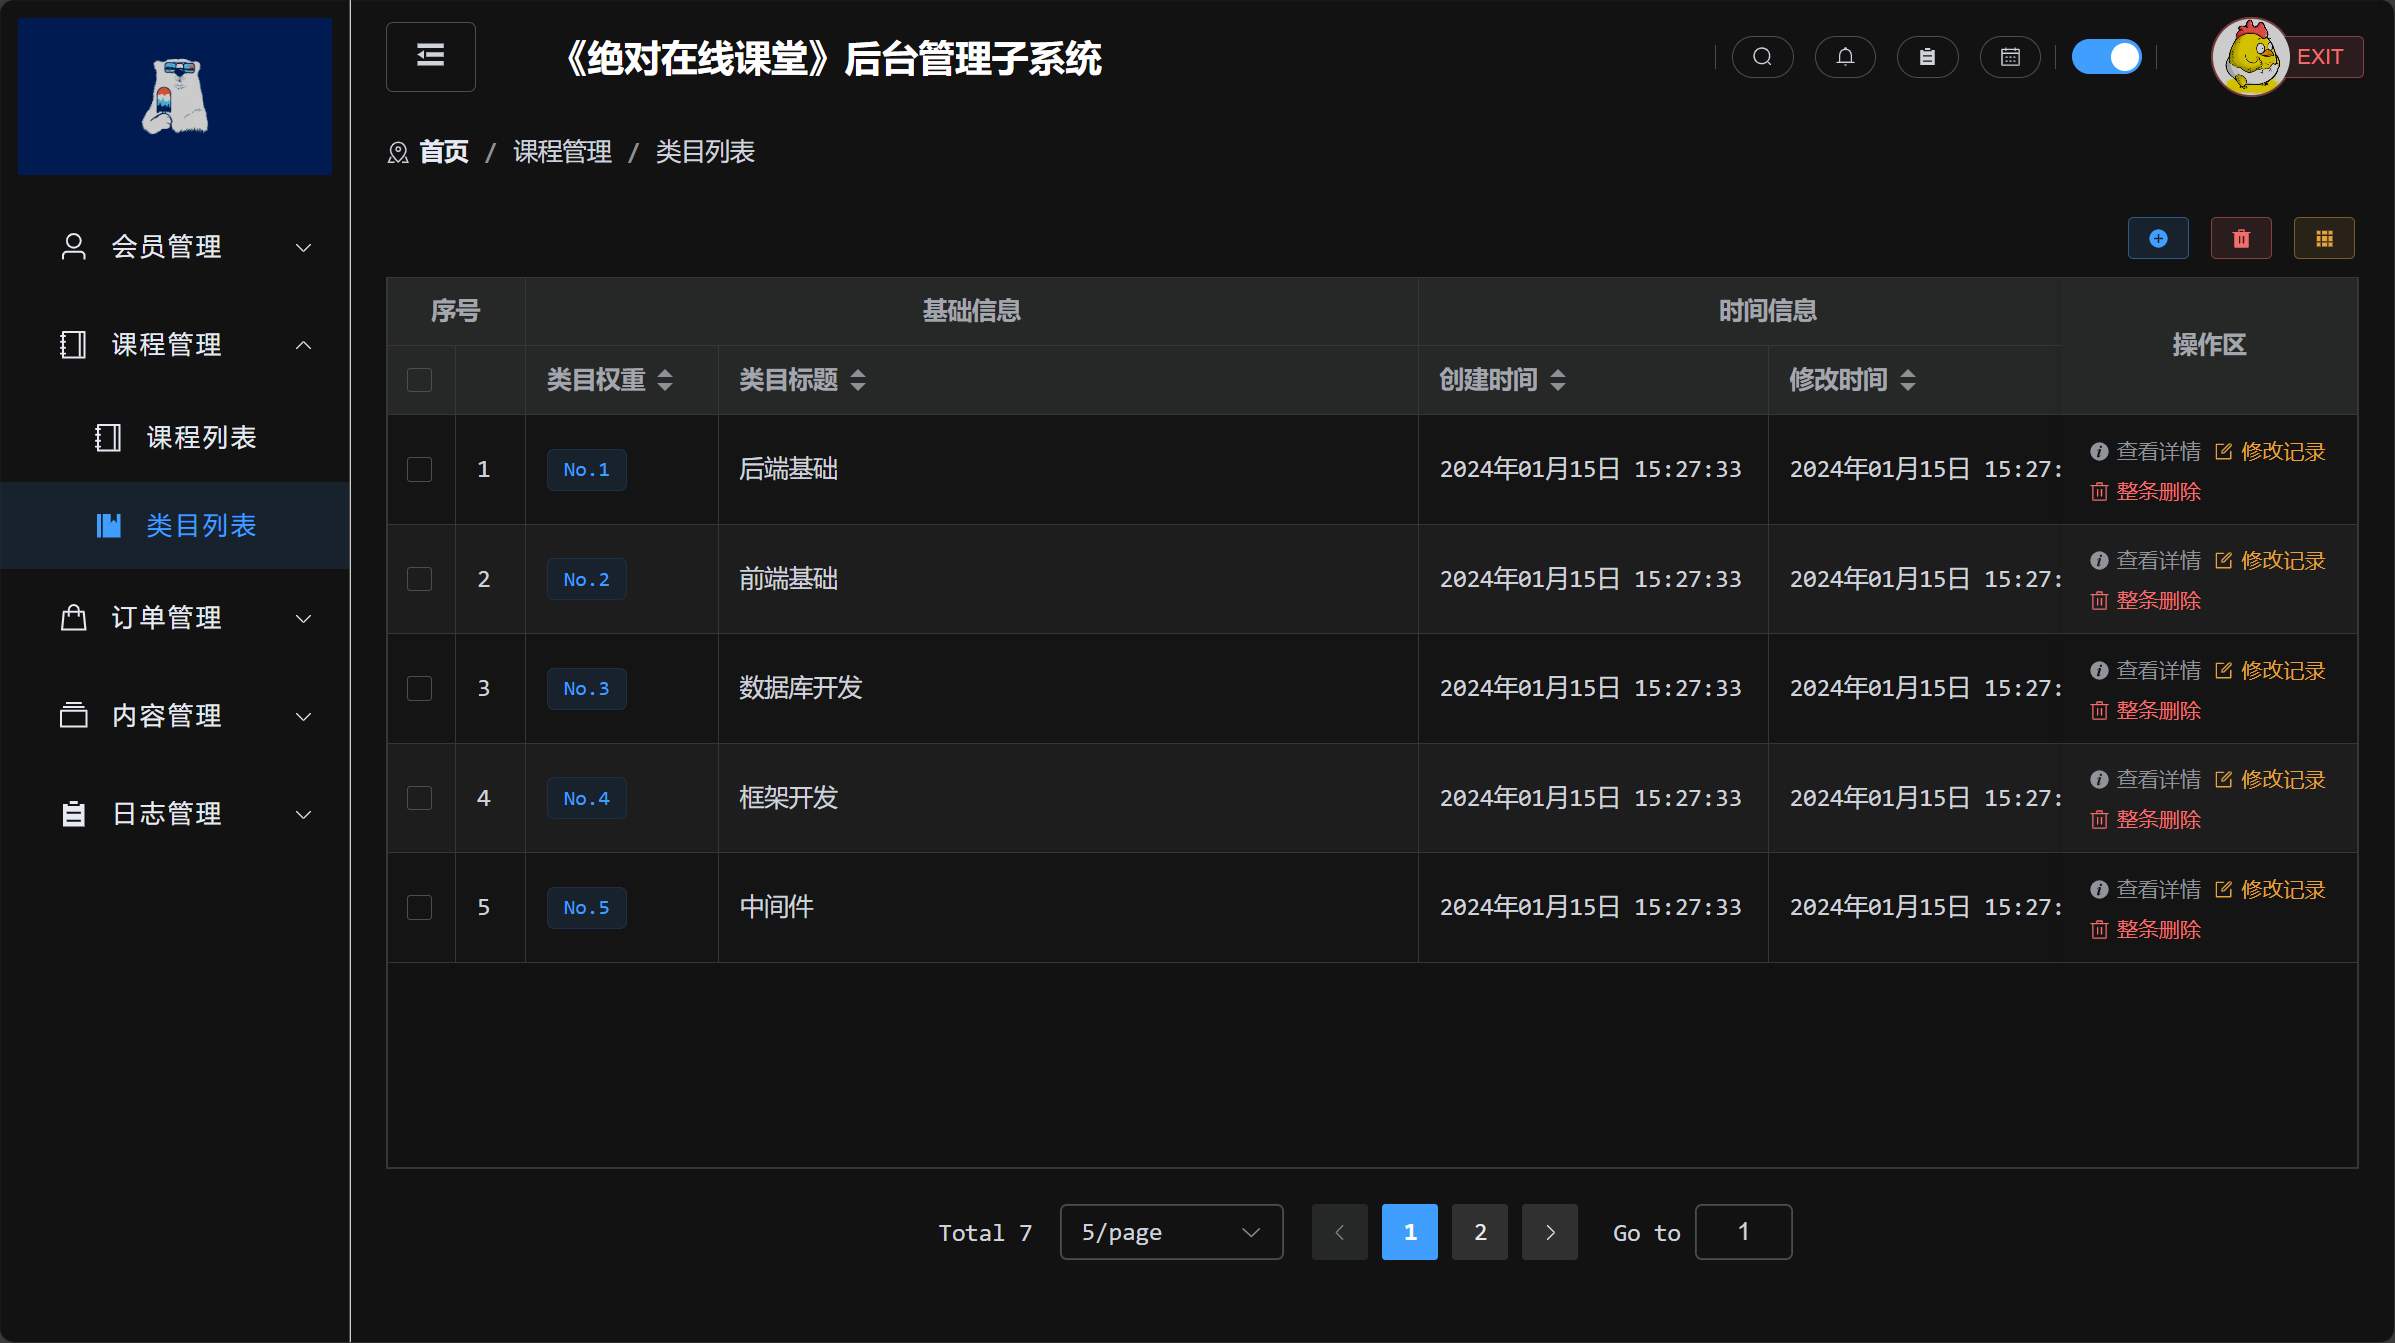 《绝对在线课堂》后台管理子系统
EXIT
首页 / 课程管理 / 类目列表
会员管理
课程管理
课程列表
类目列表
订单管理
内容管理
日志管理
序号 基础信息 时间信息 操作区
类目权重 类目标题 创建时间 修改时间
1 No.1 后端基础 2024年01月15日 15:27:33 2024年01月15日 15:27: 查看详情 修改记录
整条删除
2 No.2 前端基础 2024年01月15日 15:27:33 2024年01月15日 15:27: 查看详情 修改记录
整条删除
3 No.3 数据库开发 2024年01月15日 15:27:33 2024年01月15日 15:27: 查看详情 修改记录
整条删除
4 No.4 框架开发 2024年01月15日 15:27:33 2024年01月15日 15:27: 查看详情 修改记录
整条删除
5 No.5 中间件 2024年01月15日 15:27:33 2024年01月15日 15:27: 查看详情 修改记录
整条删除
Total 7 5/page 1 2 Go to 1